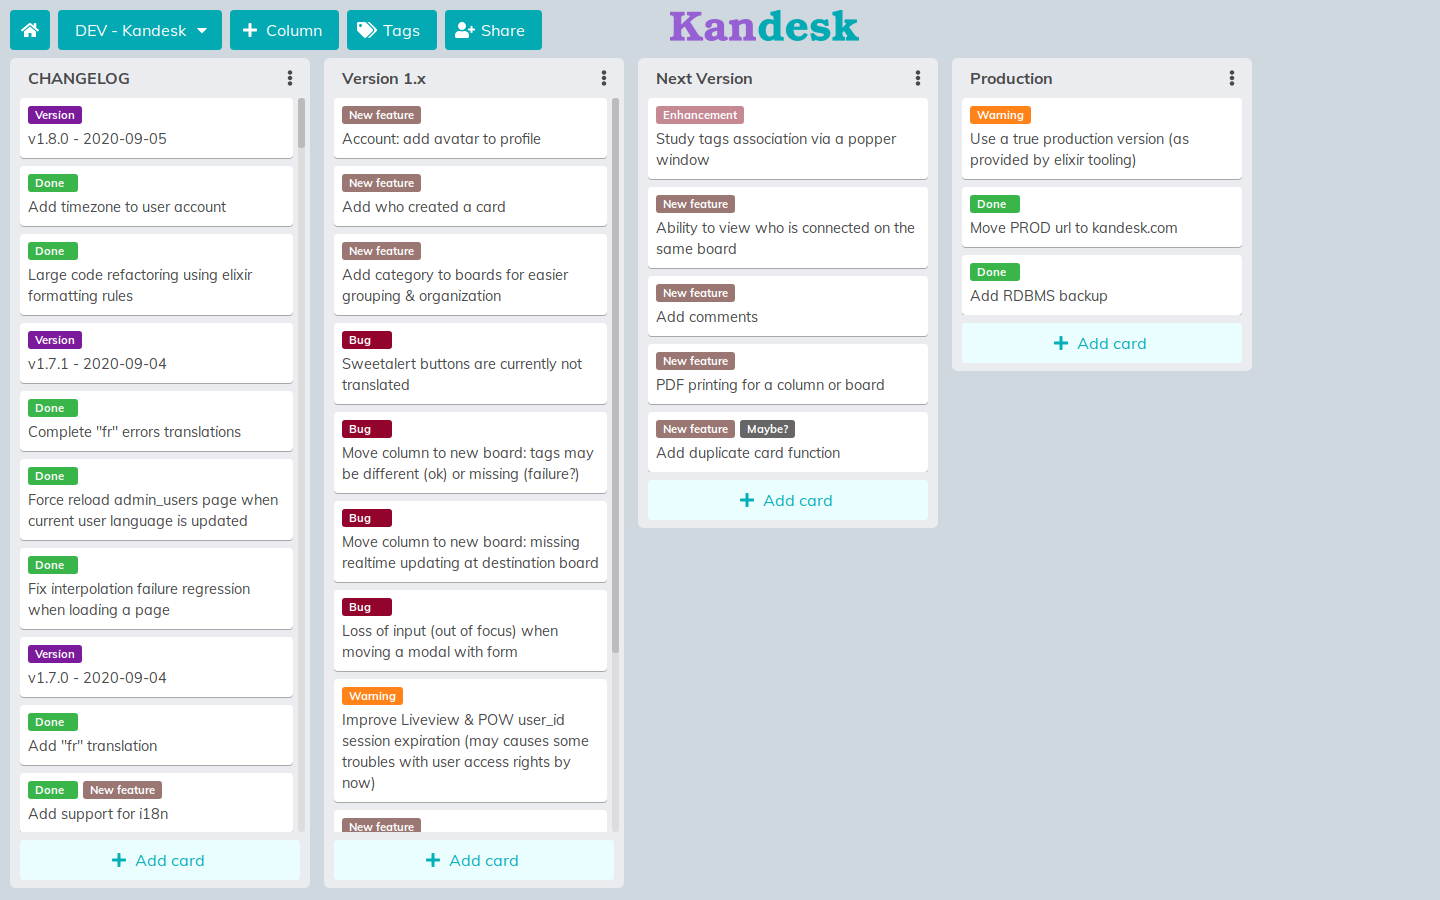 DEV - Kandesk
Column
Tags
Share
Kandesk
CHANGELOG
Version
v1.8.0 - 2020-09-05
Done
Add timezone to user account
Done
Large code refactoring using elixir
formatting rules
Version
v1.7.1 - 2020-09-04
Done
Complete "fr" errors translations
Done
Force reload admin_users page when
current user language is updated
Done
Fix interpolation failure regression
when loading a page
Version
v1.7.0 - 2020-09-04
Done
Add "fr" translation
Done New feature
Add support for i18n
Add card
Version 1.x
New feature
Account: add avatar to profile
New feature
Add who created a card
New feature
Add category to boards for easier
grouping & organization
Bug
Sweetalert buttons are currently not
translated
Bug
Move column to new board: tags may
be different (ok) or missing (failure?)
Bug
Move column to new board: missing
realtime updating at destination board
Bug
Loss of input (out of focus) when
moving a modal with form
Warning
Improve Liveview & POW user_id
session expiration (may causes some
troubles with user access rights by
now)
New feature
Add card
Next Version
Enhancement
Study tags association via a popper
window
New feature
Ability to view who is connected on the
same board
New feature
Add comments
New feature
PDF printing for a column or board
New feature Maybe?
Add duplicate card function
Add card
Production
Warning
Use a true production version (as
provided by elixir tooling)
Done
Move PROD url to kandesk.com
Done
Add RDBMS backup
Add card